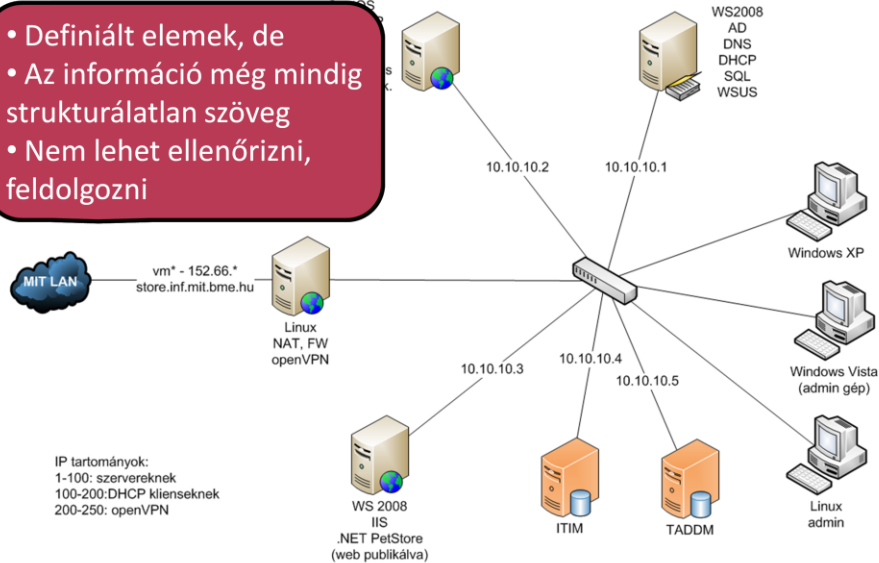 • Definiált elemek, de
• Az információ még mindig
strukturálatlan szöveg
• Nem lehet ellenőrizni,
feldolgozni
WS2008
AD
DNS
DHCP
SQL
WSUS
10.10.10.2
10.10.10.1
Windows XP
MIT LAN
vm* - 152.66.*
store.inf.mit.bme.hu
Linux
NAT, FW
openVPN
Windows Vista
(admin gép)
10.10.10.3
10.10.10.4
10.10.10.5
IP tartományok:
1-100: szervereknek
100-200:DHCP klienseknek
200-250: openVPN
WS 2008
IIS
.NET PetStore
(web publikálva)
ITIM
TADDM
Linux
admin